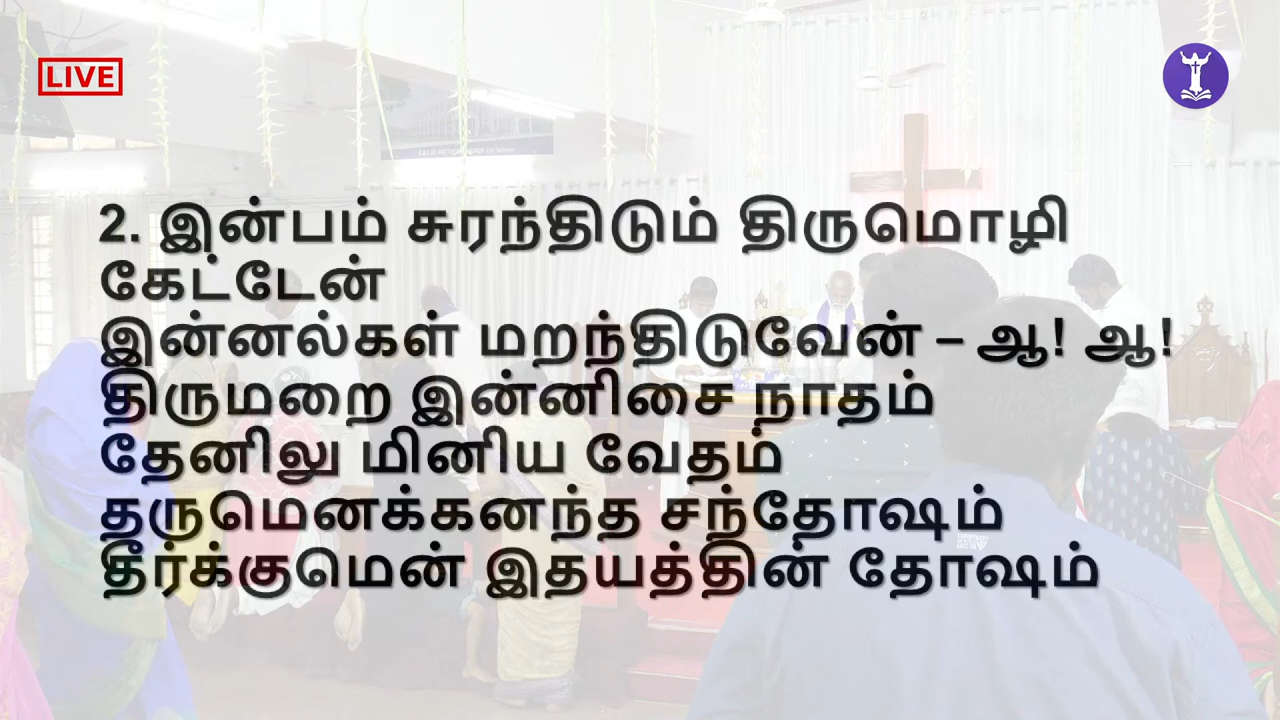 LIVE
2. இன்பம் சுரந்திடும் திருமொழி
கேட்டேன்
இன்னல்கள் மறந்திடுவேன் – ஆ! ஆ!
திருமறை இன்னிசை நாதம்
தேனிலு மினிய வேதம்
தருமெனக்கனந்த சந்தோஷம்
தீர்க்குமென் இதயத்தின் தோஷம்